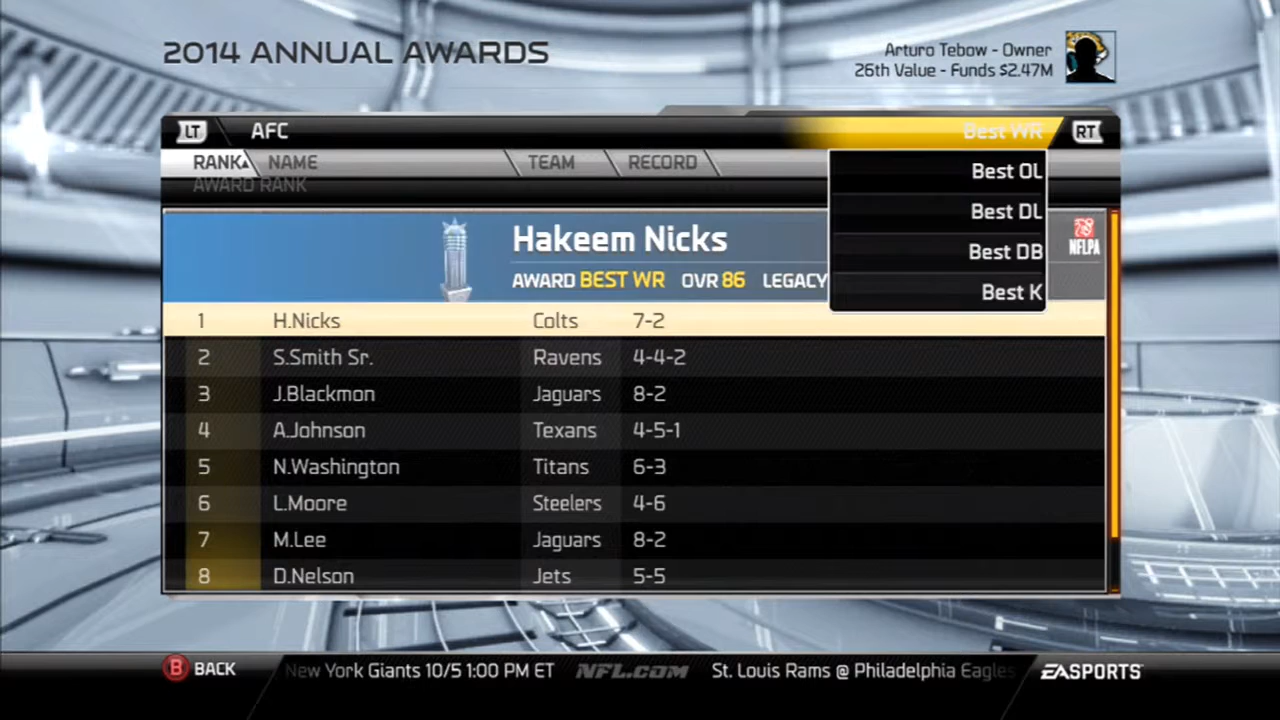 2014 ANNUAL AWARDS
Arturo Tebow - Owner
26th Value - Funds $2.47M
LT AFC Best WR RT
RANK NAME TEAM RECORD
AWARD RANK
Best OL
Best DL
Best DB
Best K
Hakeem Nicks
AWARD BEST WR OVR 86 LEGACY
NFLPA
1 H.Nicks Colts 7-2
2 S.Smith Sr. Ravens 4-4-2
3 J.Blackmon Jaguars 8-2
4 A.Johnson Texans 4-5-1
5 N.Washington Titans 6-3
6 L.Moore Steelers 4-6
7 M.Lee Jaguars 8-2
8 D.Nelson Jets 5-5
B BACK New York Giants 10/5 1:00 PM ET NFL.COM St. Louis Rams @ Philadelphia Eagles EA SPORTS